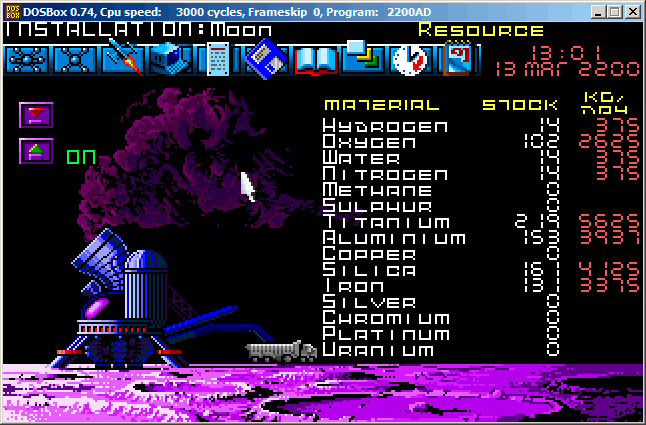 DOSBox 0.74, Cpu speed: 3000 cycles, Frameskip 0, Program: 2200AD
INSTALLATION:Moon
RESOURCE
13:01
13 MAR 2200
MATERIAL STOCK KG/DAY
ON
HYDROGEN 14 375
OXYGEN 102 2625
WATER 14 375
NITROGEN 14 375
METHANE 0
SULPHUR 0
TITANIUM 219 5625
ALUMINIUM 153 3937
COPPER 0
SILICA 161 4125
IRON 131 3375
SILVER 0
CHROMIUM 0
PLATINUM 0
URANIUM 0